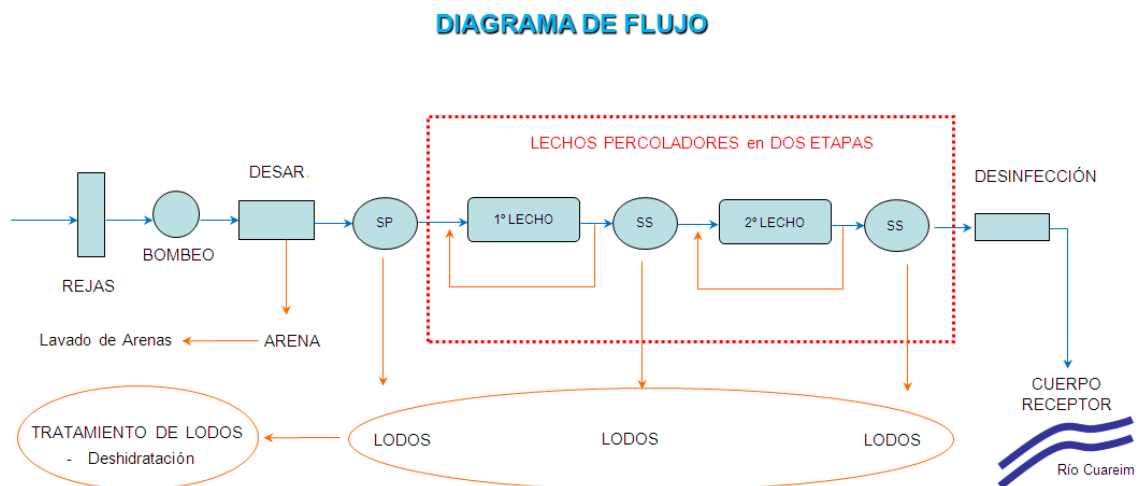 DIAGRAMA DE FLUJO
LECHOS PERCOLADORES en DOS ETAPAS
DESAR.
DESINFECCIÓN
SP
1º LECHO
SS
2º LECHO
SS
BOMBEO
REJAS
Lavado de Arenas
ARENA
CUERPO
RECEPTOR
TRATAMIENTO DE LODOS
- Deshidratación
LODOS
LODOS
LODOS
Río Cuareim